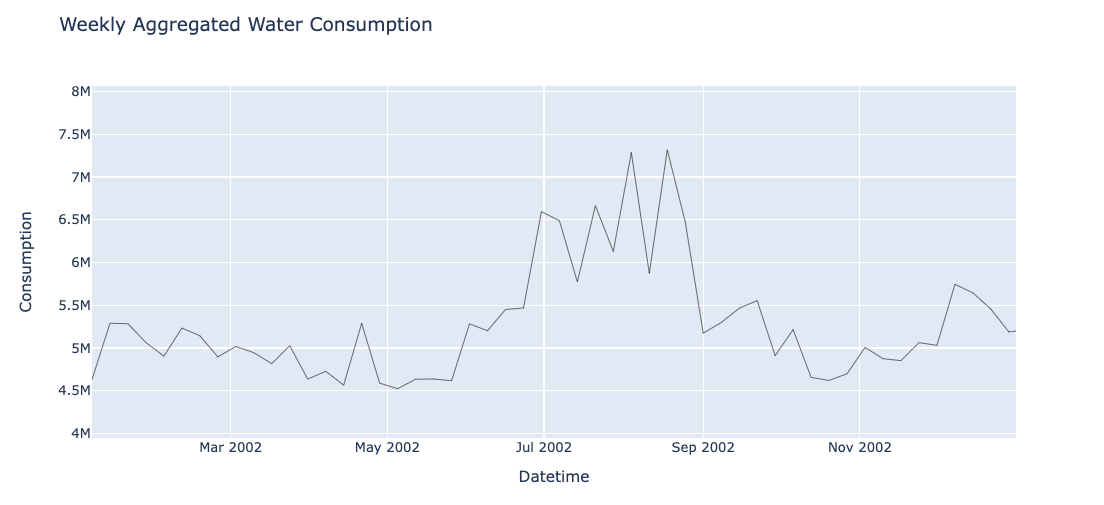 Weekly Aggregated Water Consumption
8M
7.5M
7M
6.5M
6M
5.5M
5M
4.5M
4M
Consumption
Mar 2002
May 2002
Jul 2002
Sep 2002
Nov 2002
Datetime